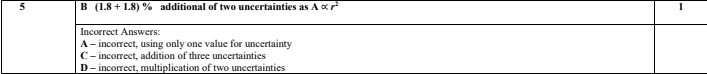 5 B (1.8 + 1.8) % additional of two uncertainties as A ∝ r² 1
Incorrect Answers:
A – incorrect, using only one value for uncertainty
C – incorrect, addition of three uncertainties
D – incorrect, multiplication of two uncertainties